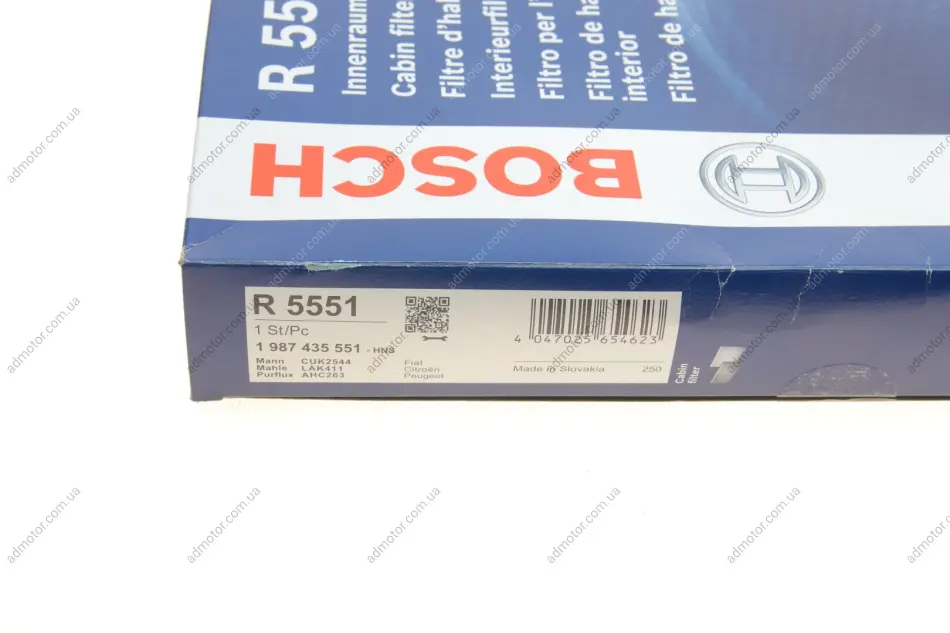 R 55
Innenraum
Cabin filte
Filtre d'ha
Interieurfil
Filtro per l'
Filtro de ha
interior
Filtro de ha
BOSCH
R 5551
1 St/Pc
1 987 435 551 - HNS
Mann CUK2544
Mahle LAK411
Purflux AHC263
Fiat
Citroën
Peugeot
4 047025 654623
Made in Slovakia 250
Cabin
filter
admotor.com.ua